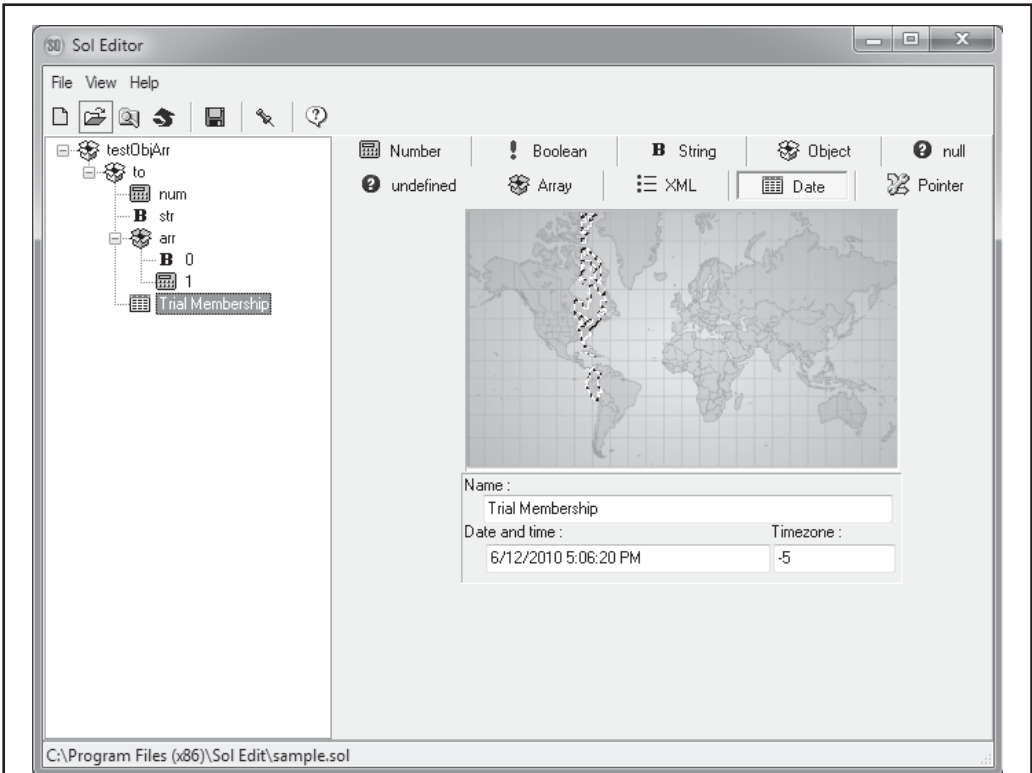 Sol Editor
File View Help
testObjArr
to
num
B str
arr
B 0
1
Trial Membership
Number ! Boolean B String Object ? null
? undefined Array XML Date Pointer
Name :
Trial Membership
Date and time : Timezone :
6/12/2010 5:06:20 PM -5
C:\Program Files (x86)\Sol Edit\sample.sol